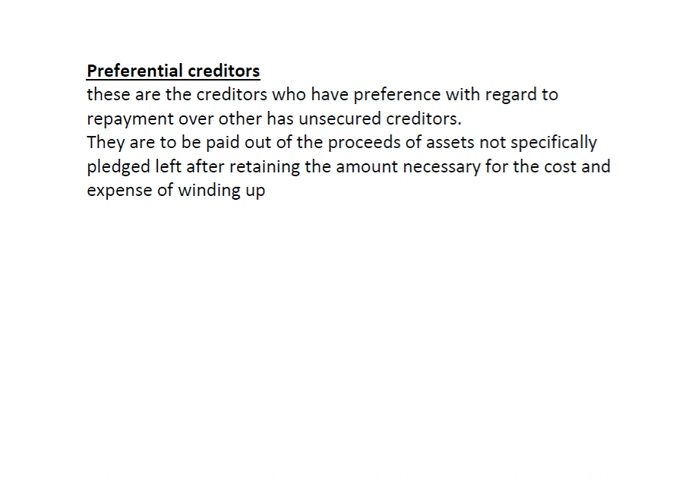 Preferential creditors
these are the creditors who have preference with regard to
repayment over other has unsecured creditors.
They are to be paid out of the proceeds of assets not specifically
pledged left after retaining the amount necessary for the cost and
expense of winding up